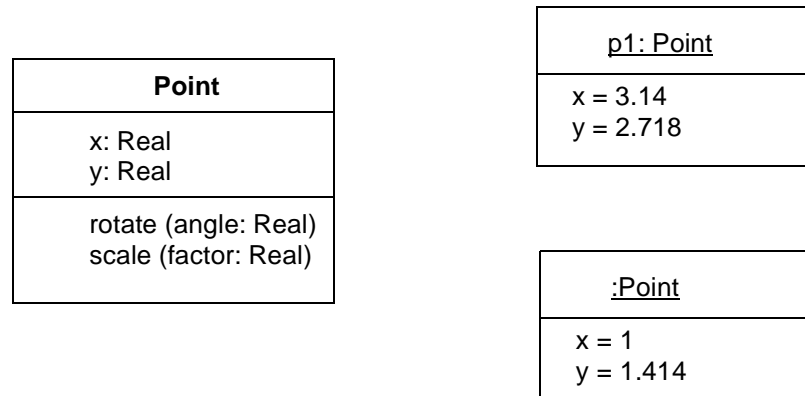 Point
x: Real
y: Real
rotate (angle: Real)
scale (factor: Real)
p1: Point
x = 3.14
y = 2.718
:Point
x = 1
y = 1.414